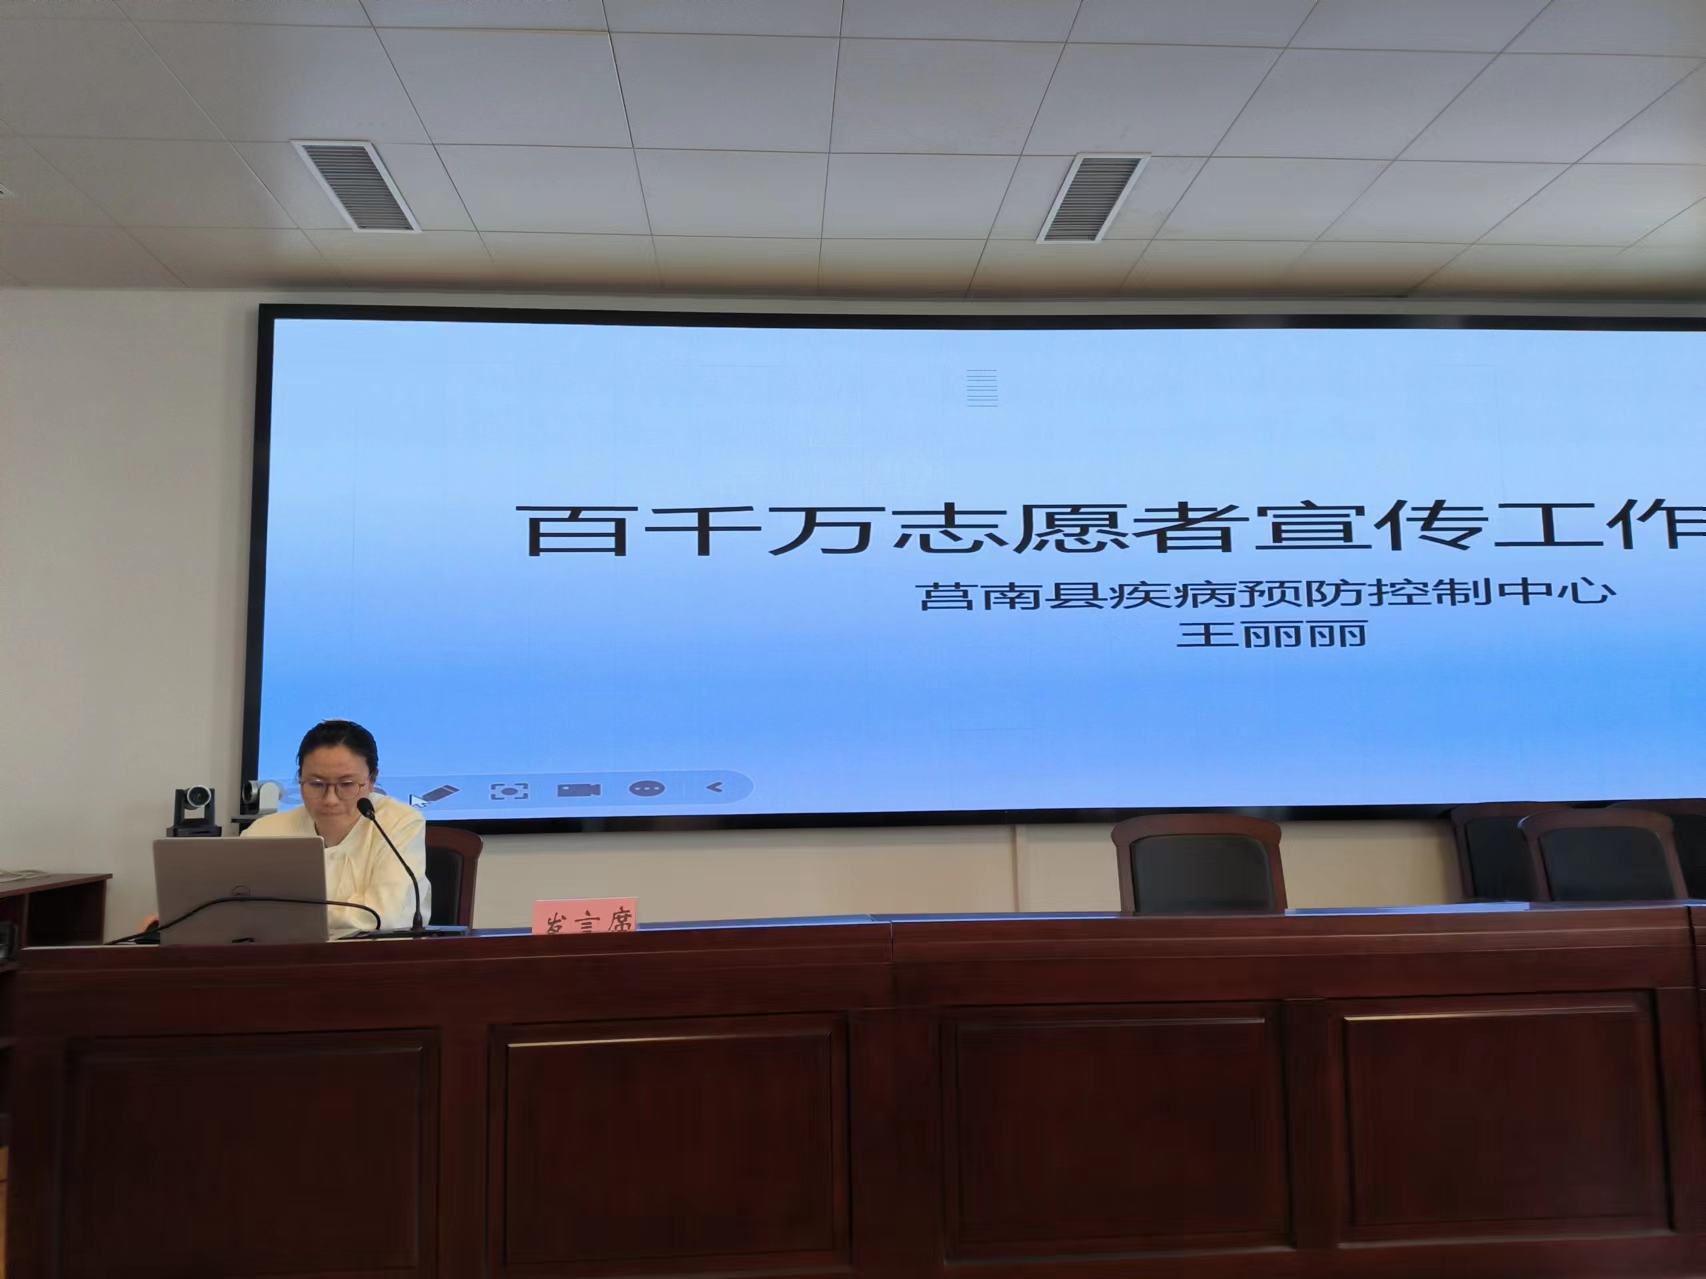 百千万志愿者宣传工作
莒南县疾病预防控制中心
王丽丽
发言席